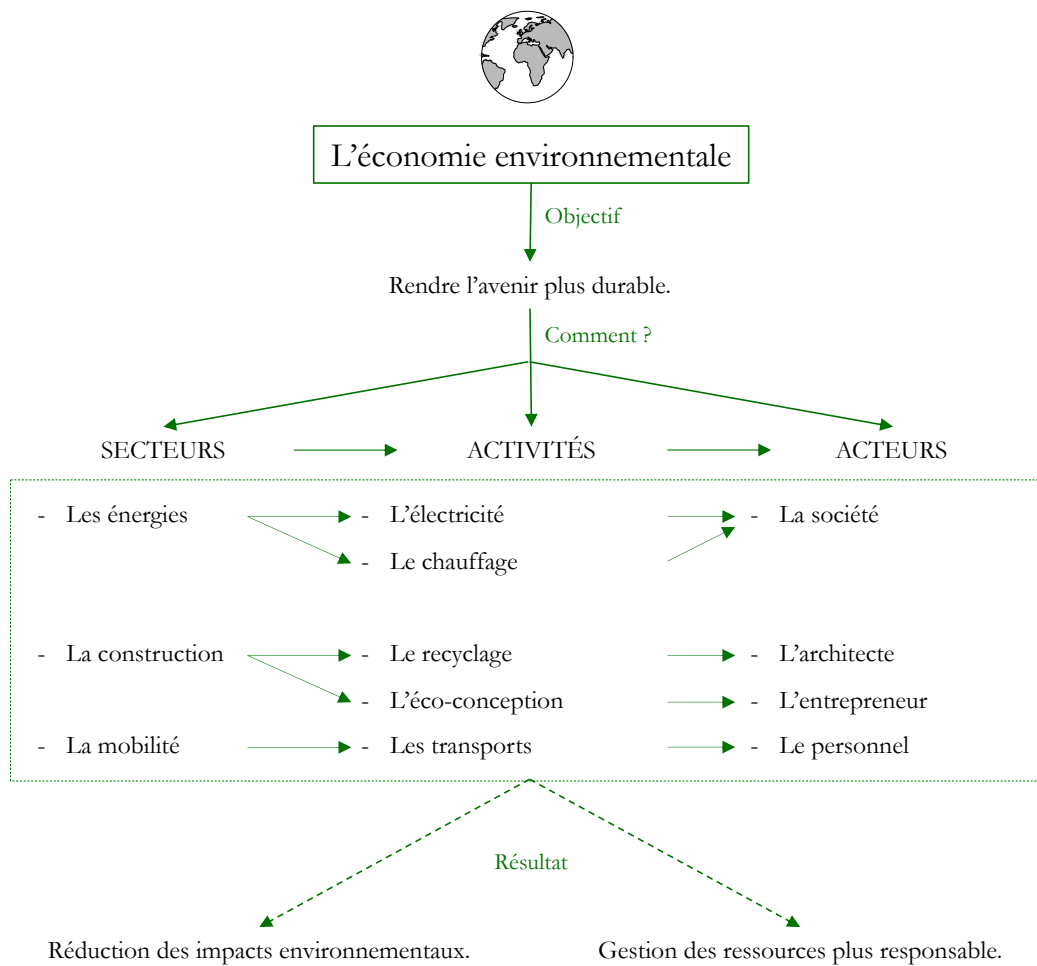 L’économie environnementale
Objectif
Rendre l’avenir plus durable.
Comment ?
SECTEURS ACTIVITÉS ACTEURS
- Les énergies - L’électricité - La société
- Le chauffage
- La construction - Le recyclage - L’architecte
- L’éco-conception - L’entrepreneur
- La mobilité - Les transports - Le personnel
Résultat
Réduction des impacts environnementaux. Gestion des ressources plus responsable.